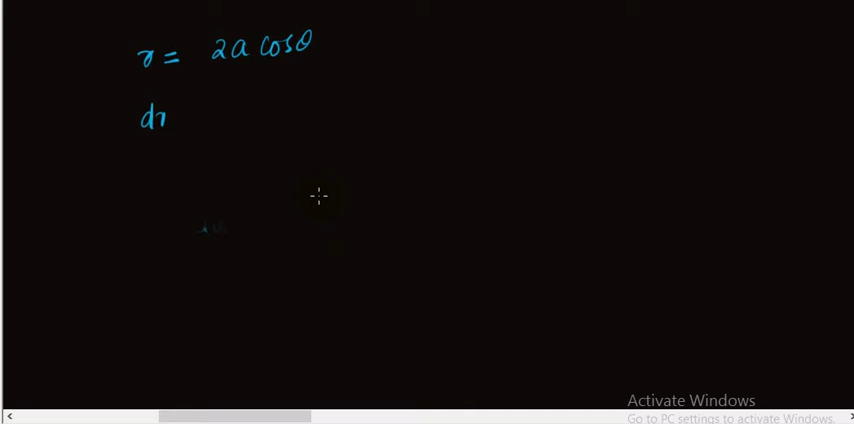 r = 2a cosθ
dr
Activate Windows
Go to PC settings to activate Windows.